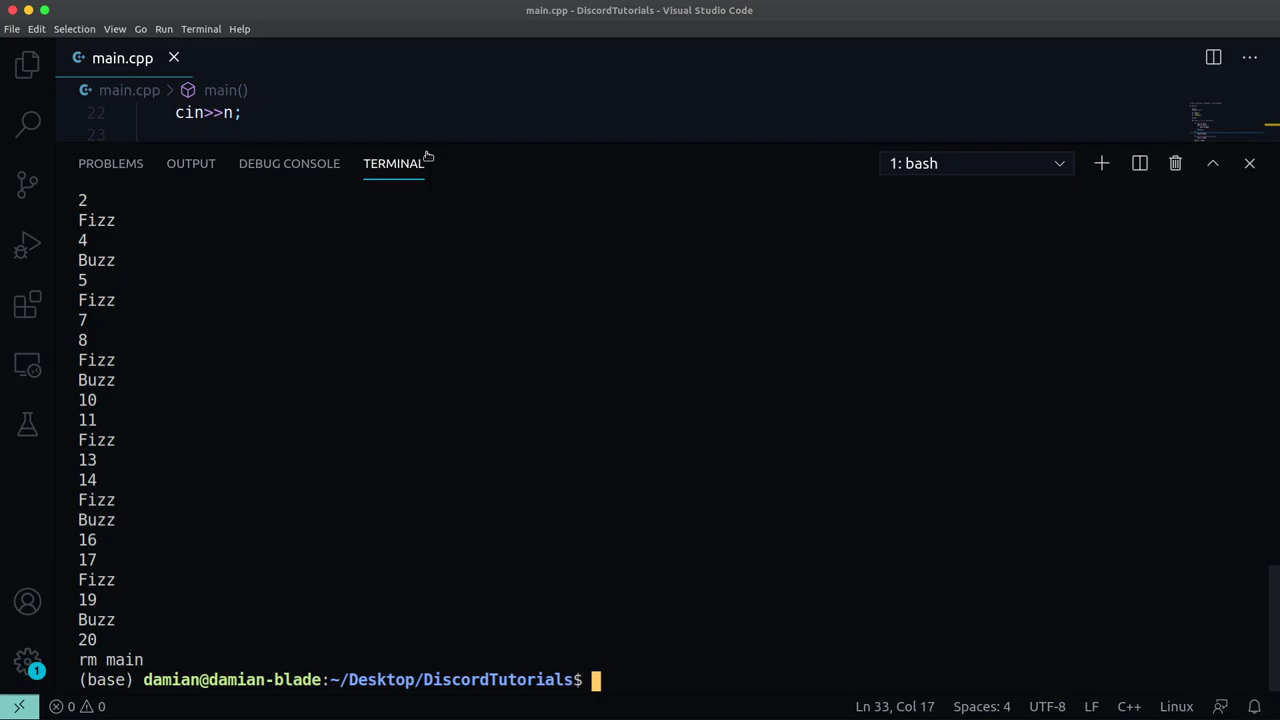 main.cpp - DiscordTutorials - Visual Studio Code
File Edit Selection View Go Run Terminal Help
main.cpp
main.cpp > main()
22 cin>>n;
23
PROBLEMS OUTPUT DEBUG CONSOLE TERMINAL 1: bash
2
Fizz
4
Buzz
5
Fizz
7
8
Fizz
Buzz
10
11
Fizz
13
14
Fizz
Buzz
16
17
Fizz
19
Buzz
20
rm main
(base) damian@damian-blade:~/Desktop/DiscordTutorials$
1
0 0 Ln 33, Col 17 Spaces: 4 UTF-8 LF C++ Linux